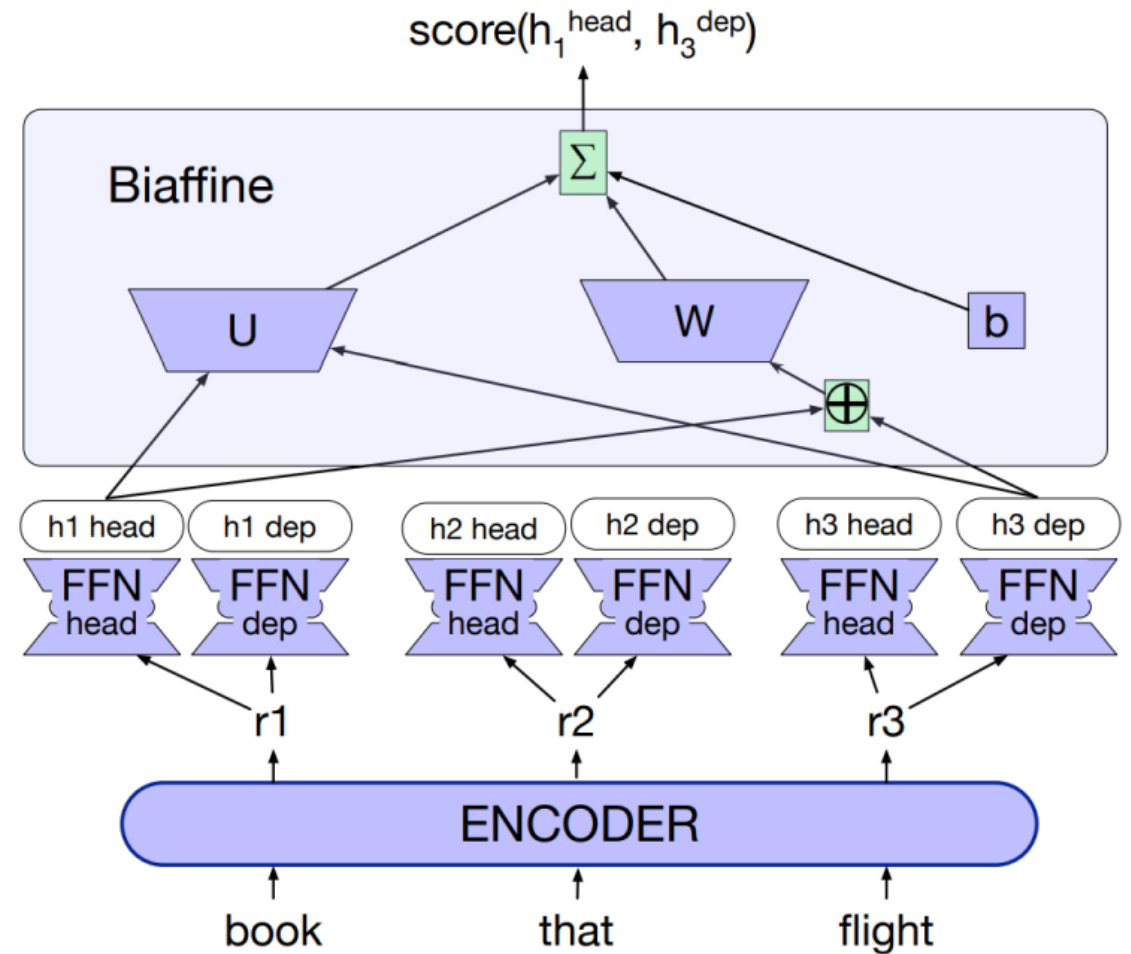 score(h₁ʰᵉᵃᵈ, h₃ᵈᵉᵖ)
Σ
Biaffine
U W b
⊕
h1 head h1 dep h2 head h2 dep h3 head h3 dep
FFN FFN FFN FFN FFN FFN
head dep head dep head dep
r1 r2 r3
ENCODER
book that flight